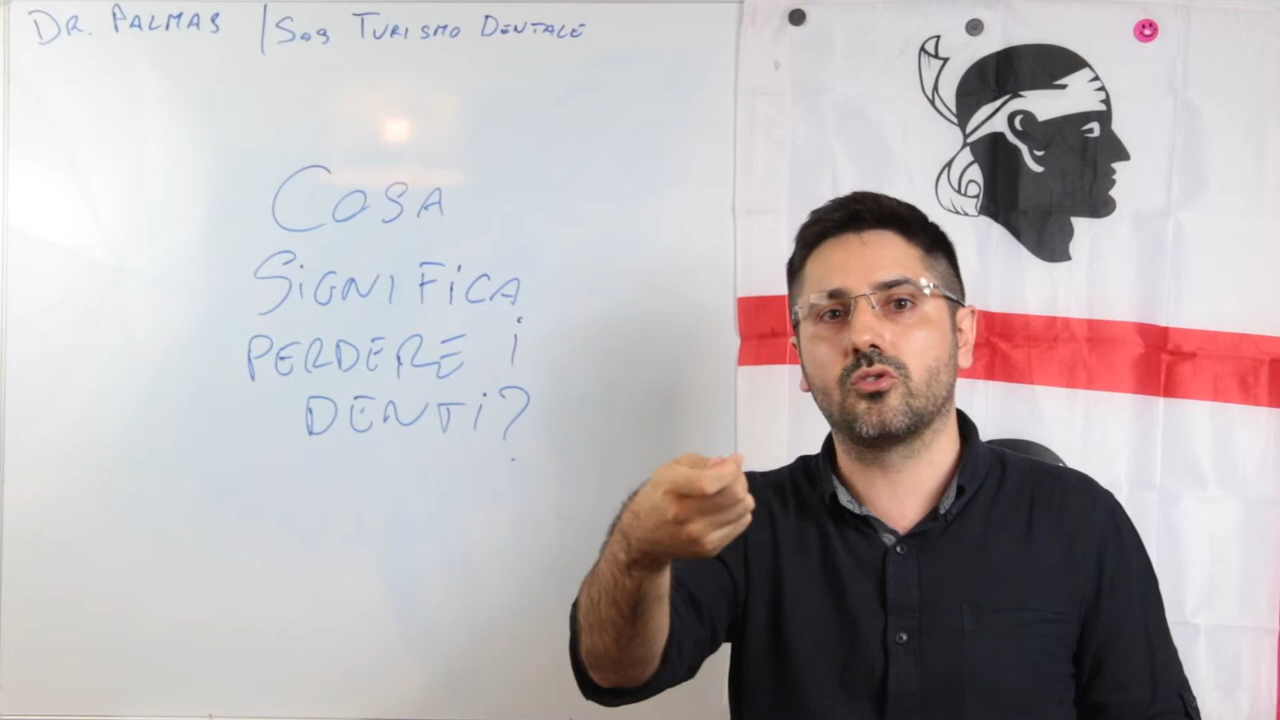 DR. PALMAS / SOS TURISMO DENTALE
COSA
SiGNIFiCA
PERDERE i
DENTi?